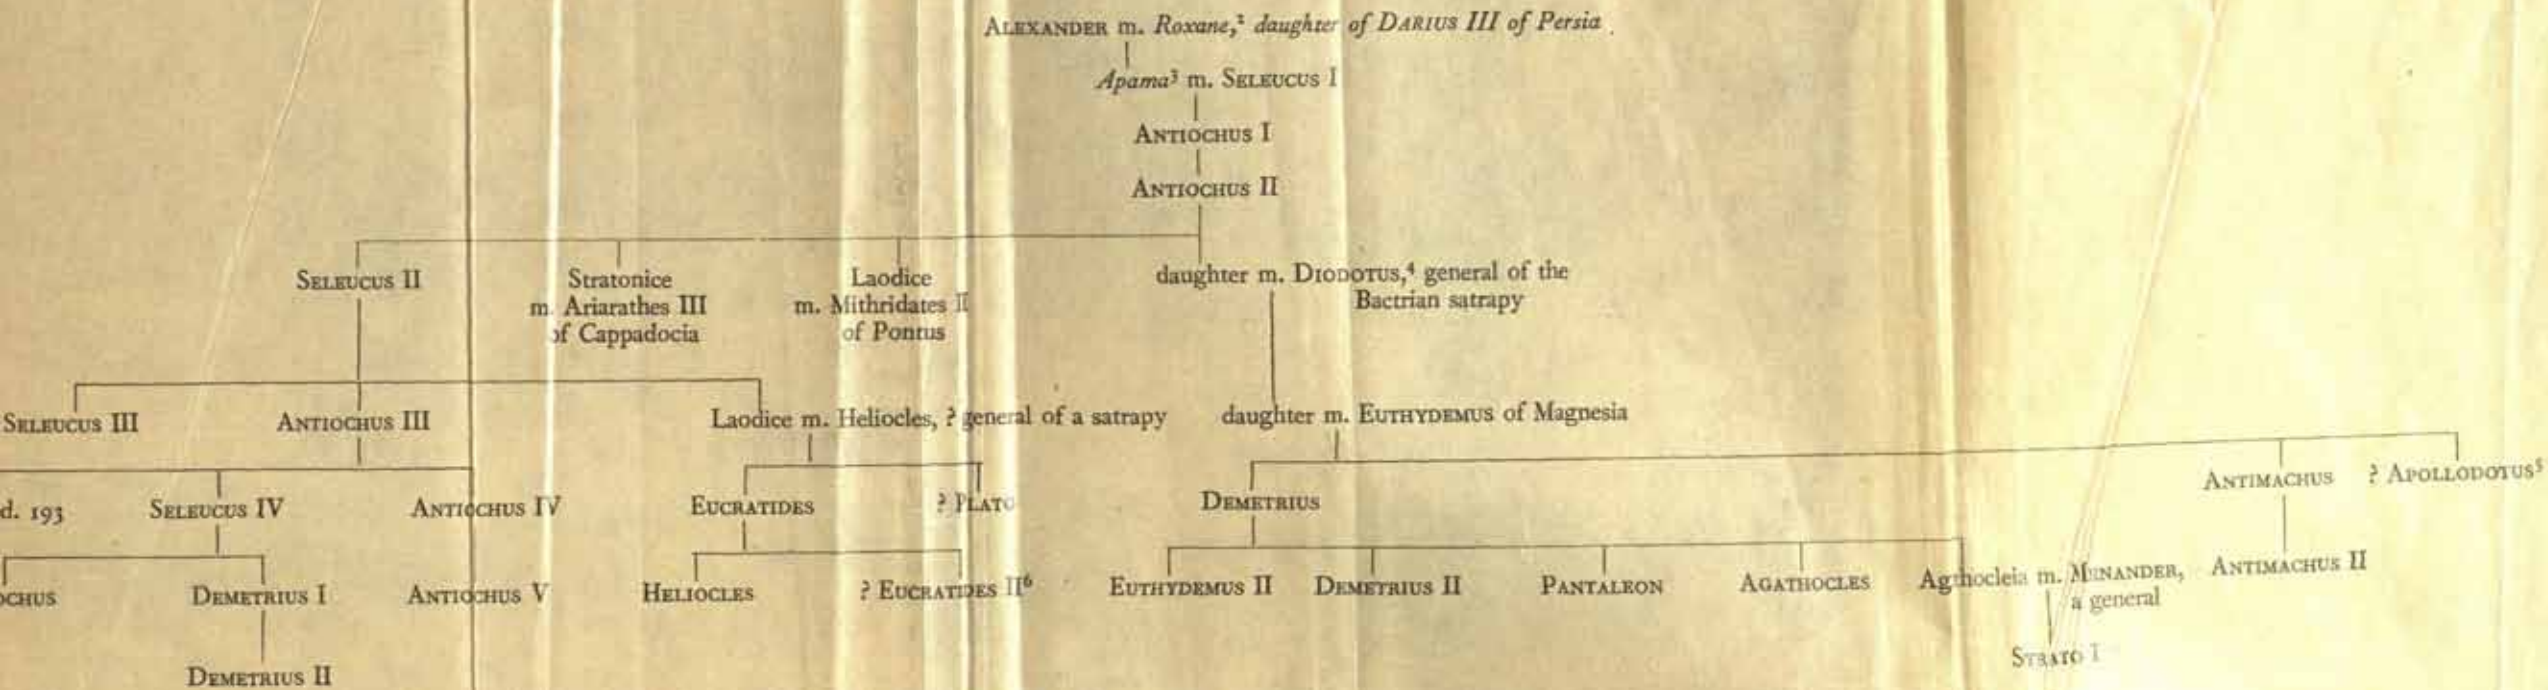 ALEXANDER m. Roxane,² daughter of DARIUS III of Persia
Apama³ m. SELEUCUS I
ANTIOCHUS I
ANTIOCHUS II
SELEUCUS II
Stratonice
m. Ariarathes III
of Cappadocia
Laodice
m. Mithridates II
of Pontus
daughter m. DIODOTUS,⁴ general of the
Bactrian satrapy
SELEUCUS III
ANTIOCHUS III
Laodice m. Heliocles, ? general of a satrapy
daughter m. EUTHYDEMUS of Magnesia
d. 193
SELEUCUS IV
ANTIOCHUS IV
EUCRATIDES
? PLATO
DEMETRIUS
ANTIMACHUS
? APOLLODOTUS⁵
OCHUS
DEMETRIUS I
ANTIOCHUS V
HELIOCLES
? EUCRATIDES II⁶
EUTHYDEMUS II
DEMETRIUS II
PANTALEON
AGATHOCLES
Agathocleia m. MENANDER,
a general
ANTIMACHUS II
DEMETRIUS II
STRATO I